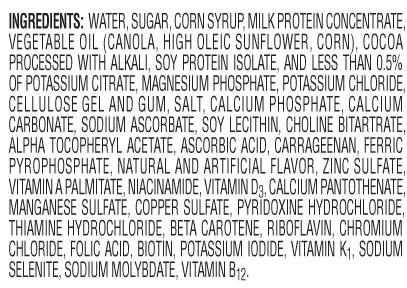 INGREDIENTS: WATER, SUGAR, CORN SYRUP, MILK PROTEIN CONCENTRATE,
VEGETABLE OIL (CANOLA, HIGH OLEIC SUNFLOWER, CORN), COCOA
PROCESSED WITH ALKALI, SOY PROTEIN ISOLATE, AND LESS THAN 0.5%
OF POTASSIUM CITRATE, MAGNESIUM PHOSPHATE, POTASSIUM CHLORIDE,
CELLULOSE GEL AND GUM, SALT, CALCIUM PHOSPHATE, CALCIUM
CARBONATE, SODIUM ASCORBATE, SOY LECITHIN, CHOLINE BITARTRATE,
ALPHA TOCOPHERYL ACETATE, ASCORBIC ACID, CARRAGEENAN, FERRIC
PYROPHOSPHATE, NATURAL AND ARTIFICIAL FLAVOR, ZINC SULFATE,
VITAMIN A PALMITATE, NIACINAMIDE, VITAMIN D3, CALCIUM PANTOTHENATE,
MANGANESE SULFATE, COPPER SULFATE, PYRIDOXINE HYDROCHLORIDE,
THIAMINE HYDROCHLORIDE, BETA CAROTENE, RIBOFLAVIN, CHROMIUM
CHLORIDE, FOLIC ACID, BIOTIN, POTASSIUM IODIDE, VITAMIN K1, SODIUM
SELENITE, SODIUM MOLYBDATE, VITAMIN B12.